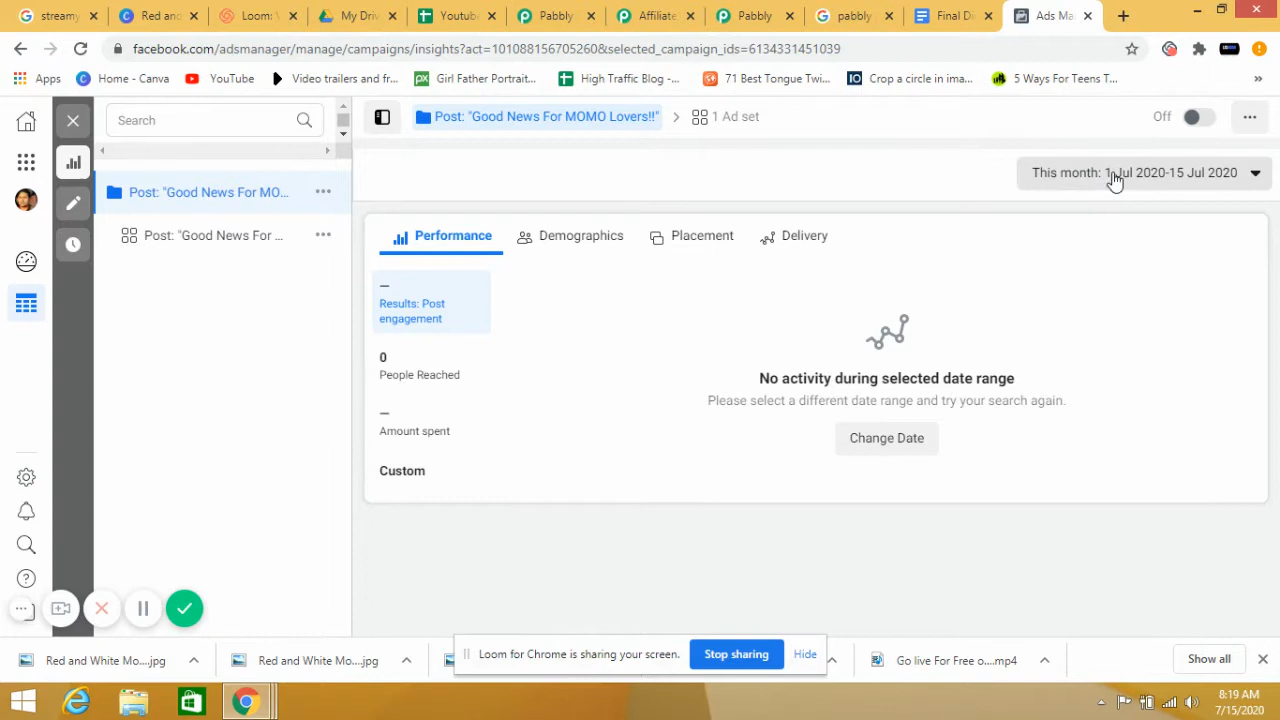 streamy
Red and
Loom: V
My Driv
Youtub
Pabbly
Affiliate
Pabbly
pabbly
Final Di
Ads Ma
facebook.com/adsmanager/manage/campaigns/insights?act=101088156705260&selected_campaign_ids=6134331451039
Apps
Home - Canva
YouTube
Video trailers and fr...
Girl Father Portrait...
High Traffic Blog -...
71 Best Tongue Twi...
Crop a circle in ima...
5 Ways For Teens T...
Search
Post: "Good News For MOMO Lovers!!"
1 Ad set
Off
This month: 1 Jul 2020-15 Jul 2020
Post: "Good News For MO...
Post: "Good News For ...
Performance
Demographics
Placement
Delivery
—
Results: Post
engagement
0
People Reached
—
Amount spent
Custom
No activity during selected date range
Please select a different date range and try your search again.
Change Date
Loom for Chrome is sharing your screen.
Stop sharing
Hide
Red and White Mo....jpg
Red and White Mo....jpg
Go live For Free o....mp4
Show all
8:19 AM
7/15/2020